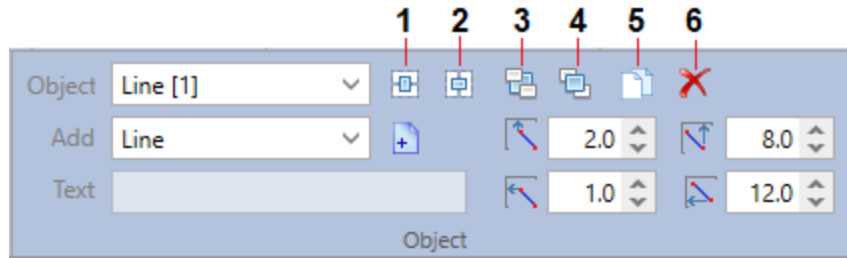 1 2 3 4 5 6
Object Line [1]
Add Line 2.0 8.0
Text 1.0 12.0
Object